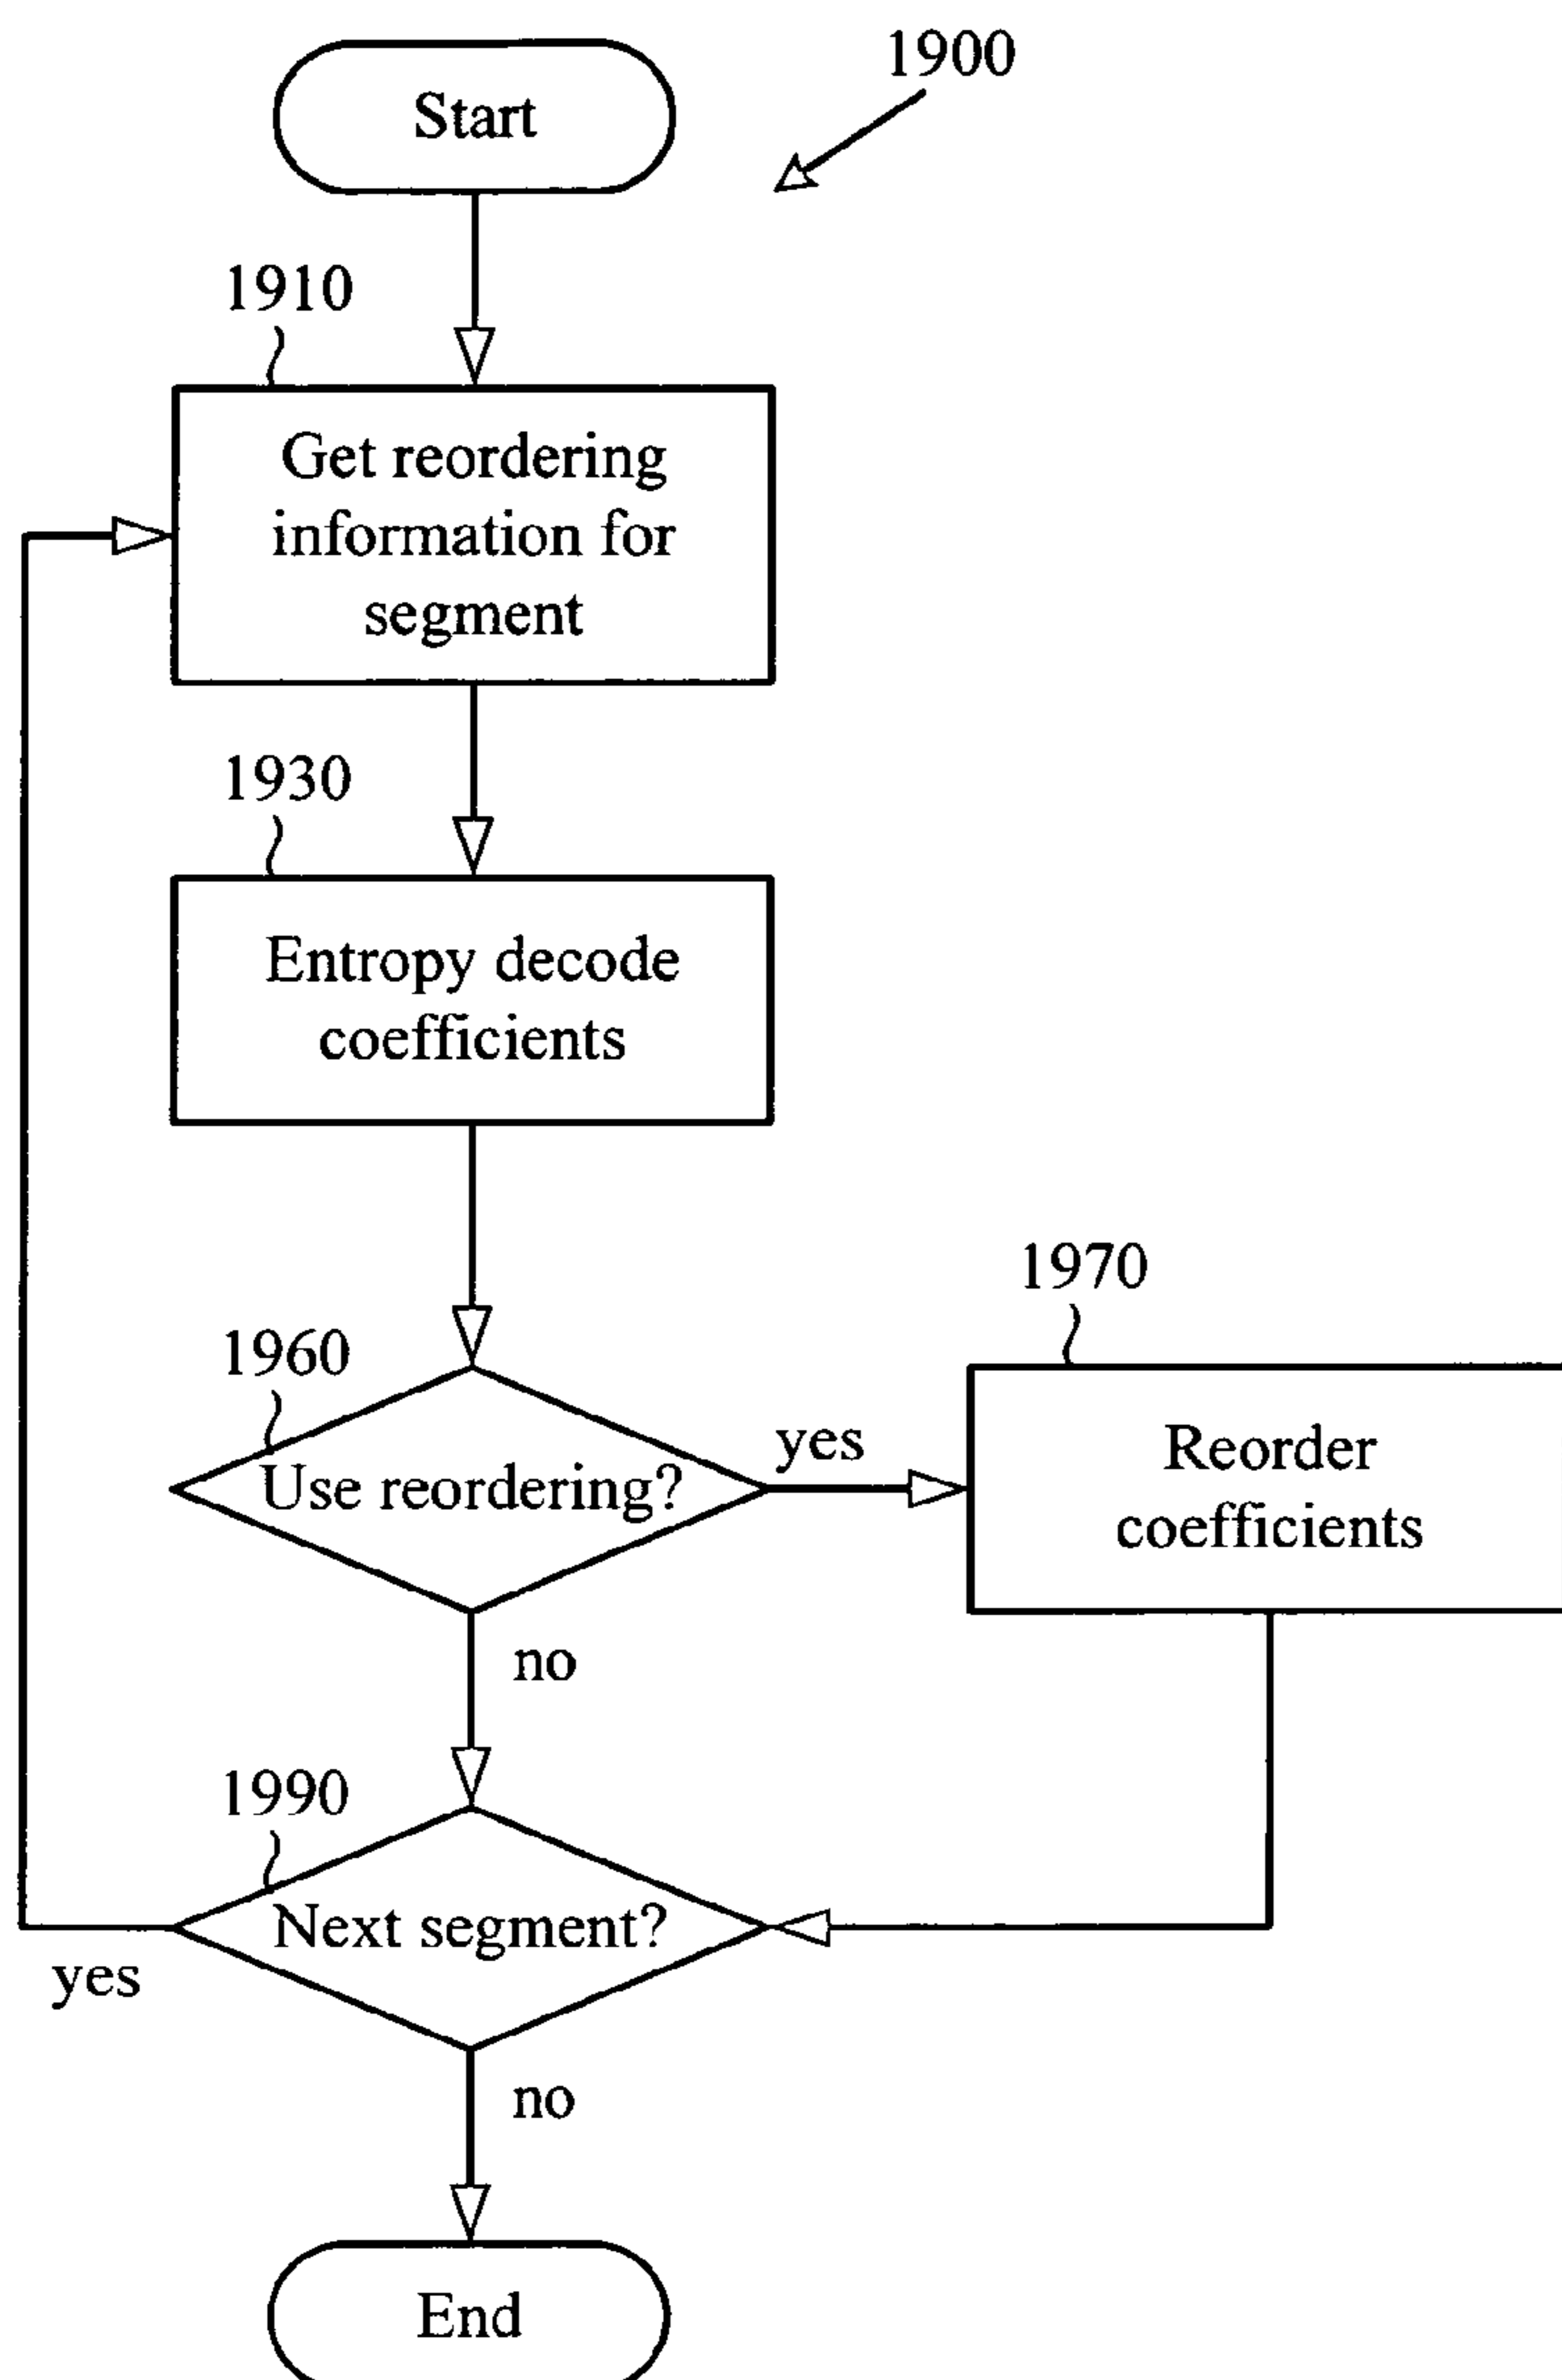 Start
1900
1910
Get reordering
information for
segment
1930
Entropy decode
coefficients
1960
Use reordering?
yes
1970
Reorder
coefficients
no
1990
Next segment?
yes
no
End